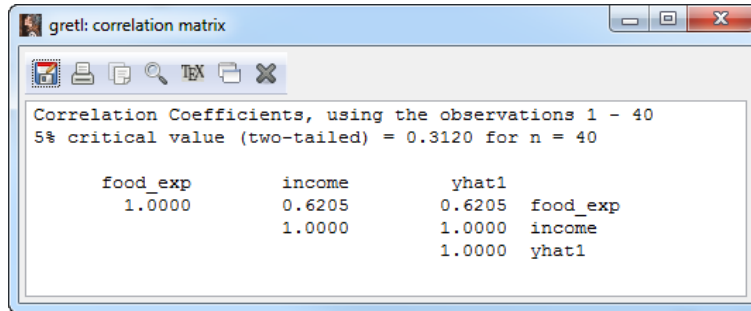 gretl: correlation matrix
TEX
Correlation Coefficients, using the observations 1 - 40
5% critical value (two-tailed) = 0.3120 for n = 40
food_exp income yhat1
1.0000 0.6205 0.6205 food_exp
1.0000 1.0000 income
1.0000 yhat1